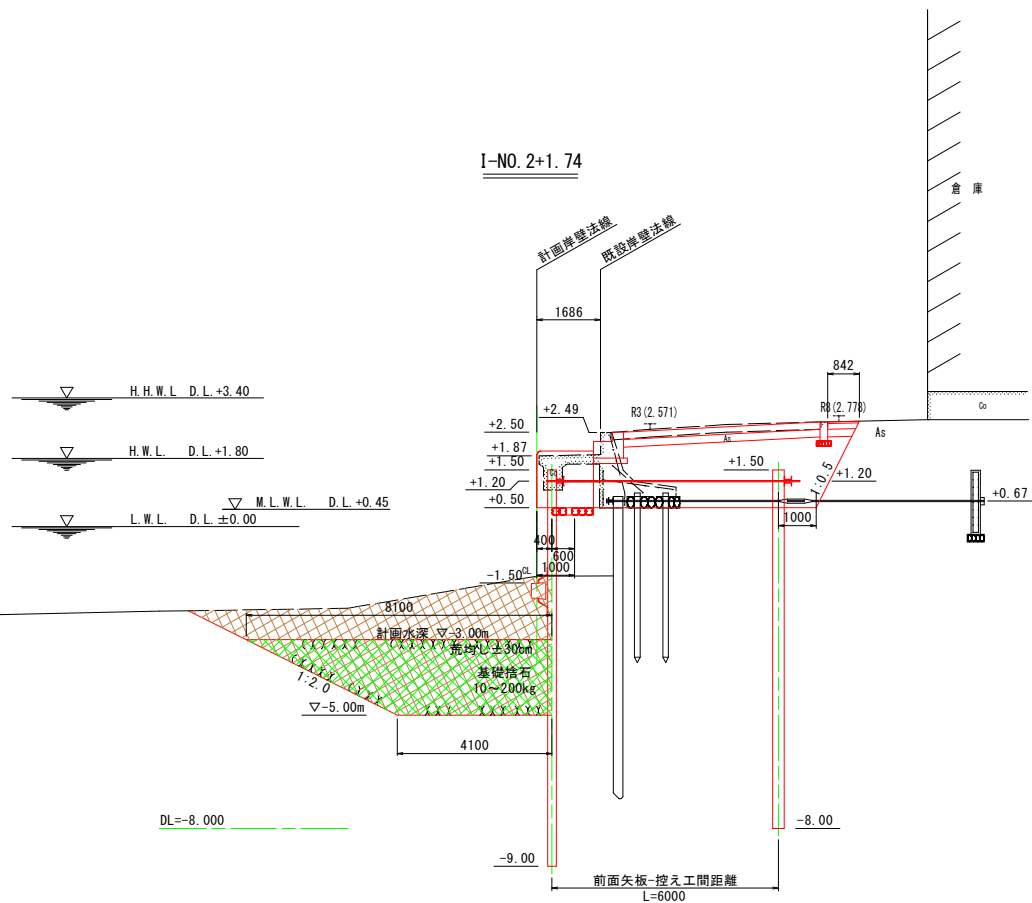 I-NO.2+1.74
倉 庫
計画岸壁法線
既設岸壁法線
1686
842
H.H.W.L D.L.+3.40
Co
+2.49
R3(2.571)
R8(2.778)
+2.50
As
As
H.W.L. D.L.+1.80
+1.87
+1.50
Co
+1.50
+1.20
+1.20
1:0.5
M.L.W.L. D.L.+0.45
+0.50
+0.67
L.W.L. D.L.±0.00
1000
400
600
-1.50
CL
1000
8100
計画水深 ▽-3.00m
荒均し±30cm
基礎捨石
10～200kg
1:2.0
▽-5.00m
4100
DL=-8.000
-8.00
-9.00
前面矢板-控え工間距離
L=6000